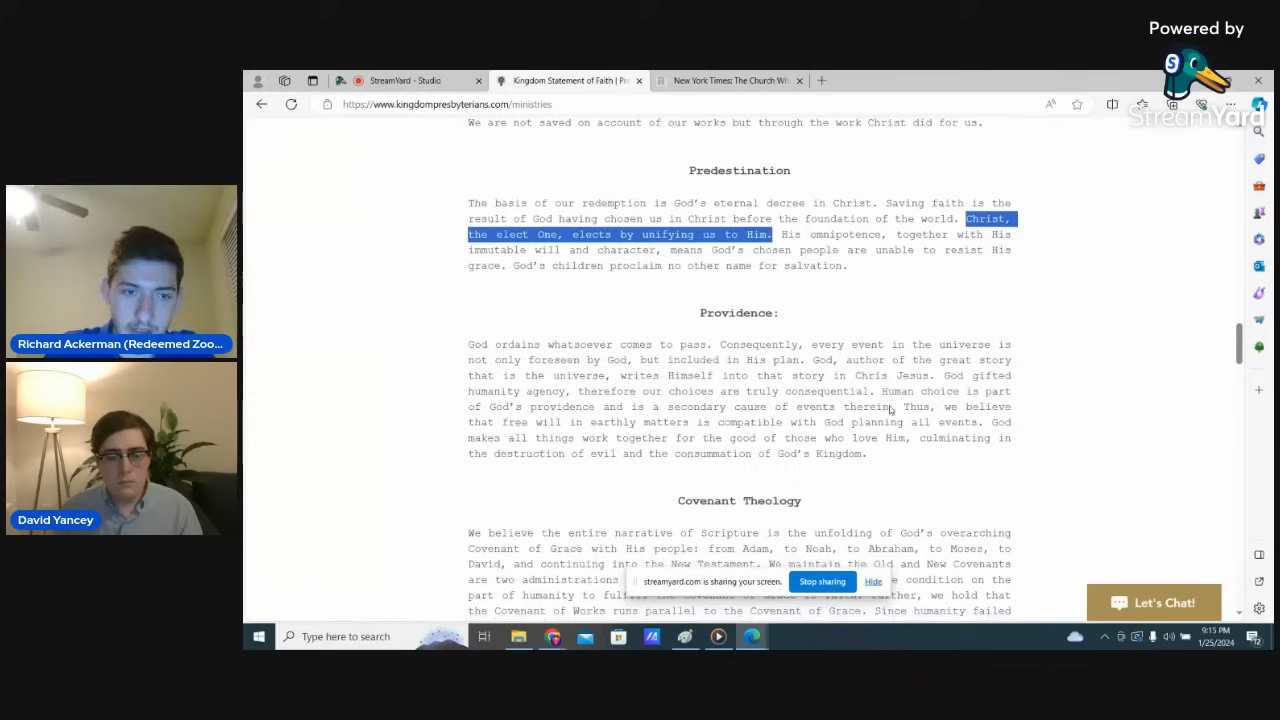 Powered by
StreamYard
StreamYard - Studio
Kingdom Statement of Faith | Pre
New York Times: The Church Wh
https://www.kingdompresbyterians.com/ministries
We are not saved on account of our works but through the work Christ did for us.
Predestination
The basis of our redemption is God's eternal decree in Christ. Saving faith is the
result of God having chosen us in Christ before the foundation of the world. Christ,
the elect One, elects by unifying us to Him. His omnipotence, together with His
immutable will and character, means God's chosen people are unable to resist His
grace. God's children proclaim no other name for salvation.
Providence:
God ordains whatsoever comes to pass. Consequently, every event in the universe is
not only foreseen by God, but included in His plan. God, author of the great story
that is the universe, writes Himself into that story in Chris Jesus. God gifted
humanity agency, therefore our choices are truly consequential. Human choice is part
of God's providence and is a secondary cause of events therein. Thus, we believe
that free will in earthly matters is compatible with God planning all events. God
makes all things work together for the good of those who love Him, culminating in
the destruction of evil and the consummation of God's Kingdom.
Covenant Theology
We believe the entire narrative of Scripture is the unfolding of God's overarching
Covenant of Grace with His people: from Adam, to Noah, to Abraham, to Moses, to
David, and continuing into the New Testament. We maintain the Old and New Covenants
are two administrations condition on the
part of humanity to fulfill the Covenant of Grace is faith. Further, we hold that
the Covenant of Works runs parallel to the Covenant of Grace. Since humanity failed
streamyard.com is sharing your screen.
Stop sharing
Hide
Let's Chat!
Richard Ackerman (Redeemed Zoo...
David Yancey
Type here to search
9:15 PM
1/25/2024
12